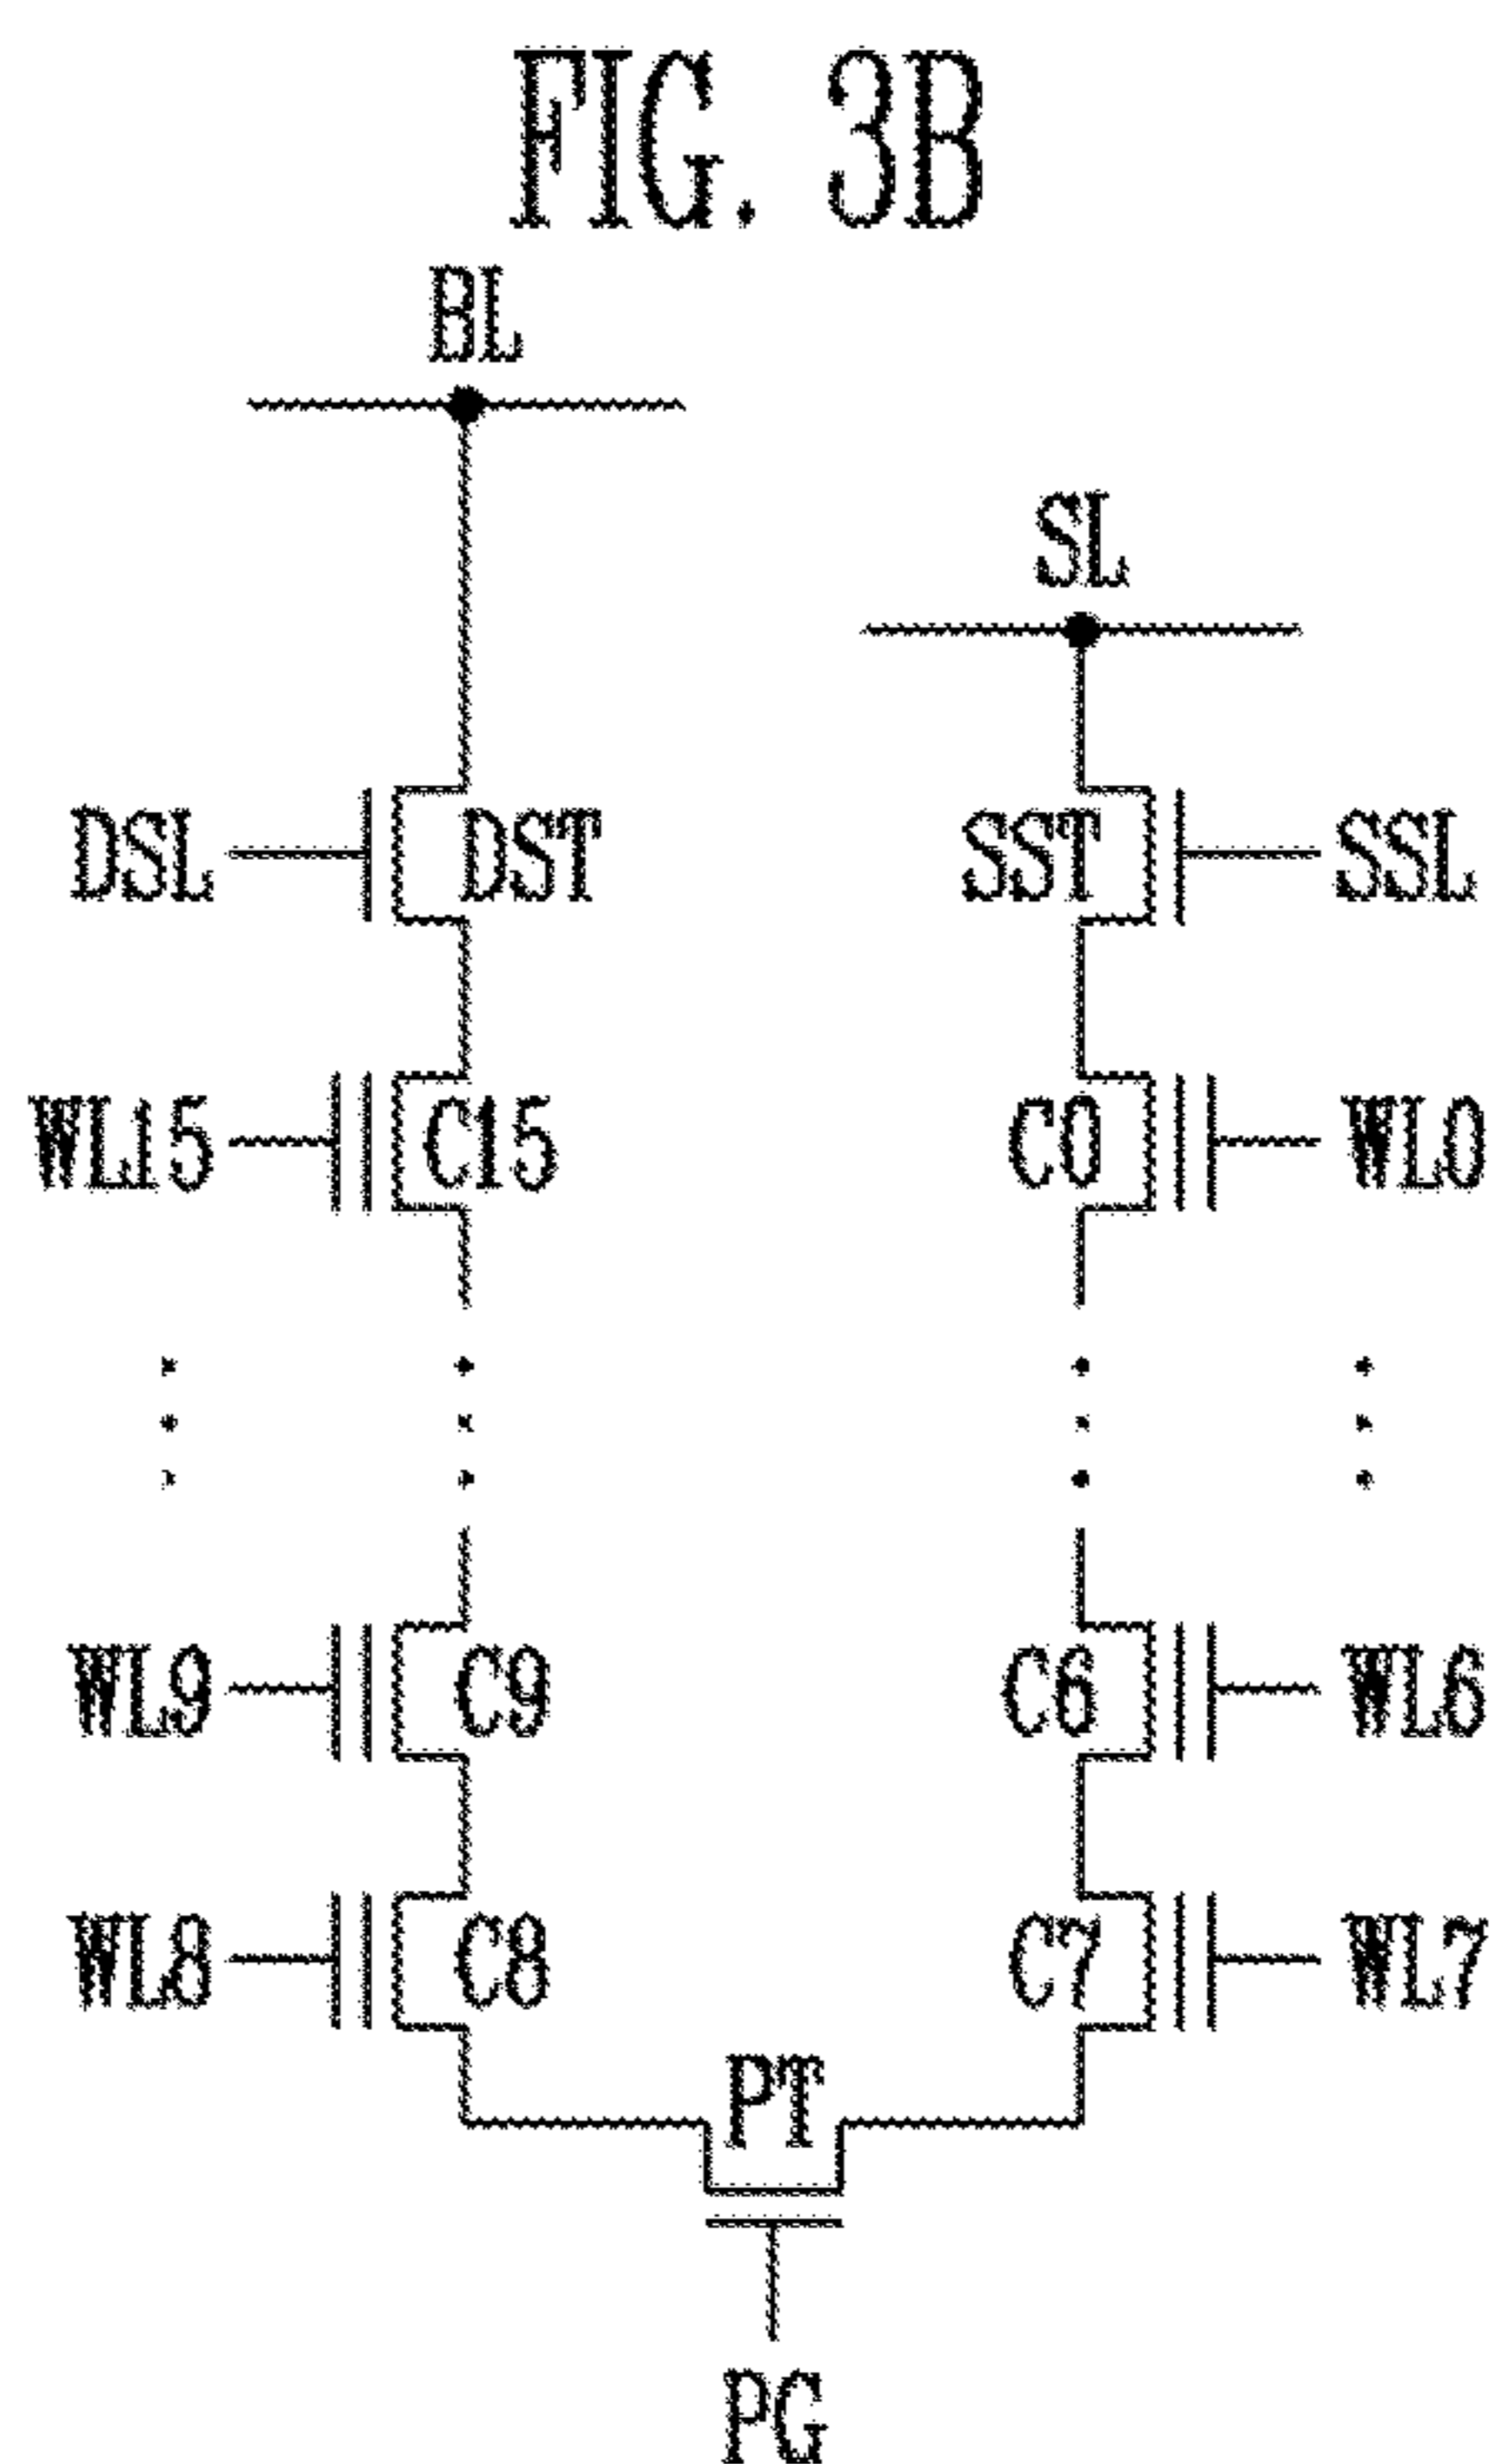 FIG. 3B
BL
SL
DSL DST SST SSL
WL15 C15 C0 WL0
WL9 C9 C6 WL6
WL8 C8 C7 WL7
PT
PG